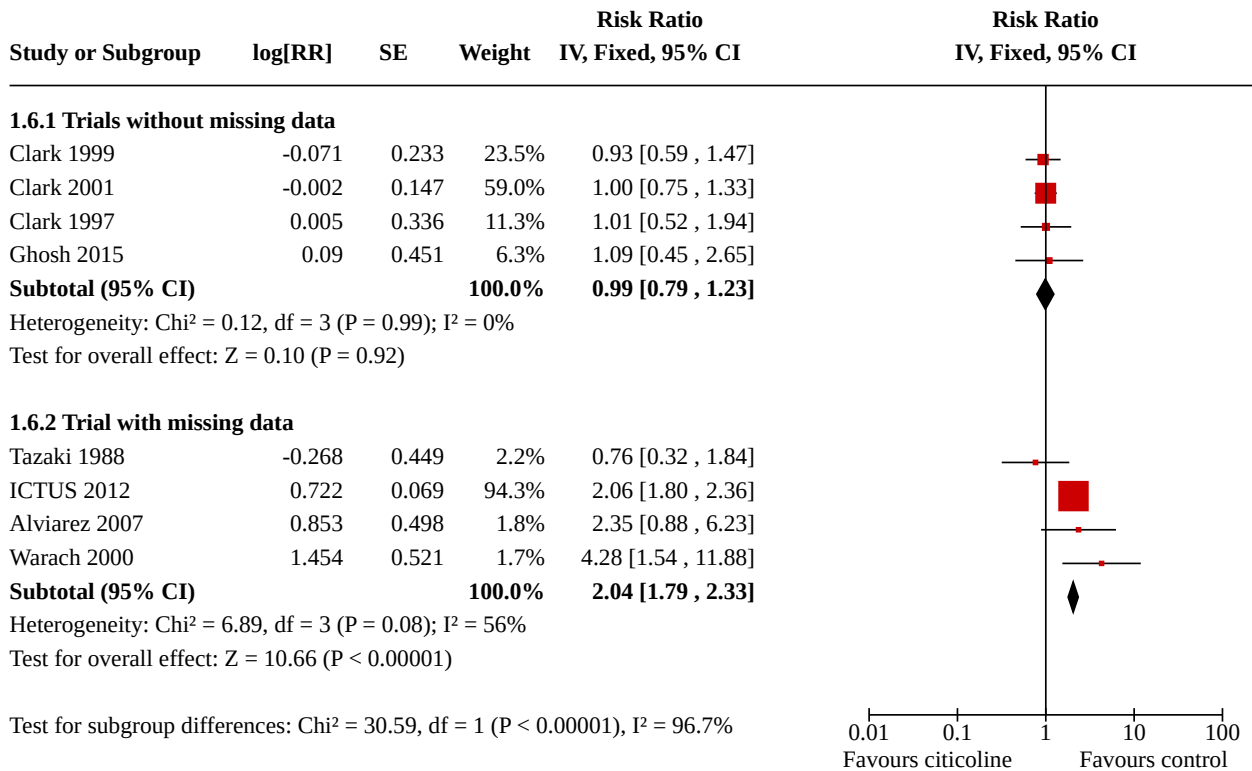 Risk Ratio Risk Ratio
Study or Subgroup log[RR] SE Weight IV, Fixed, 95% CI IV, Fixed, 95% CI
1.6.1 Trials without missing data
Clark 1999 -0.071 0.233 23.5% 0.93 [0.59 , 1.47]
Clark 2001 -0.002 0.147 59.0% 1.00 [0.75 , 1.33]
Clark 1997 0.005 0.336 11.3% 1.01 [0.52 , 1.94]
Ghosh 2015 0.09 0.451 6.3% 1.09 [0.45 , 2.65]
Subtotal (95% CI) 100.0% 0.99 [0.79 , 1.23]
Heterogeneity: Chi² = 0.12, df = 3 (P = 0.99); I² = 0%
Test for overall effect: Z = 0.10 (P = 0.92)
1.6.2 Trial with missing data
Tazaki 1988 -0.268 0.449 2.2% 0.76 [0.32 , 1.84]
ICTUS 2012 0.722 0.069 94.3% 2.06 [1.80 , 2.36]
Alviarez 2007 0.853 0.498 1.8% 2.35 [0.88 , 6.23]
Warach 2000 1.454 0.521 1.7% 4.28 [1.54 , 11.88]
Subtotal (95% CI) 100.0% 2.04 [1.79 , 2.33]
Heterogeneity: Chi² = 6.89, df = 3 (P = 0.08); I² = 56%
Test for overall effect: Z = 10.66 (P < 0.00001)
Test for subgroup differences: Chi² = 30.59, df = 1 (P < 0.00001), I² = 96.7%
0.01 0.1 1 10 100
Favours citicoline Favours control